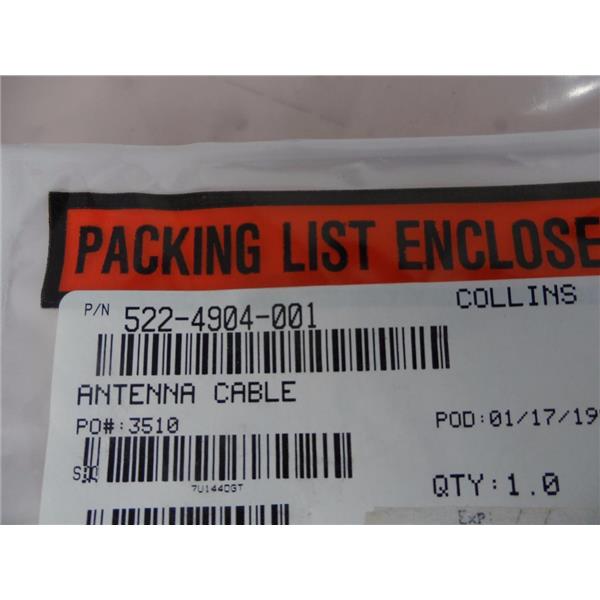 PACKING LIST ENCLOSE
P/N 522-4904-001
COLLINS
ANTENNA CABLE
PO#:3510
POD:01/17/19
7U144DGT
QTY:1.0
EXP: / /